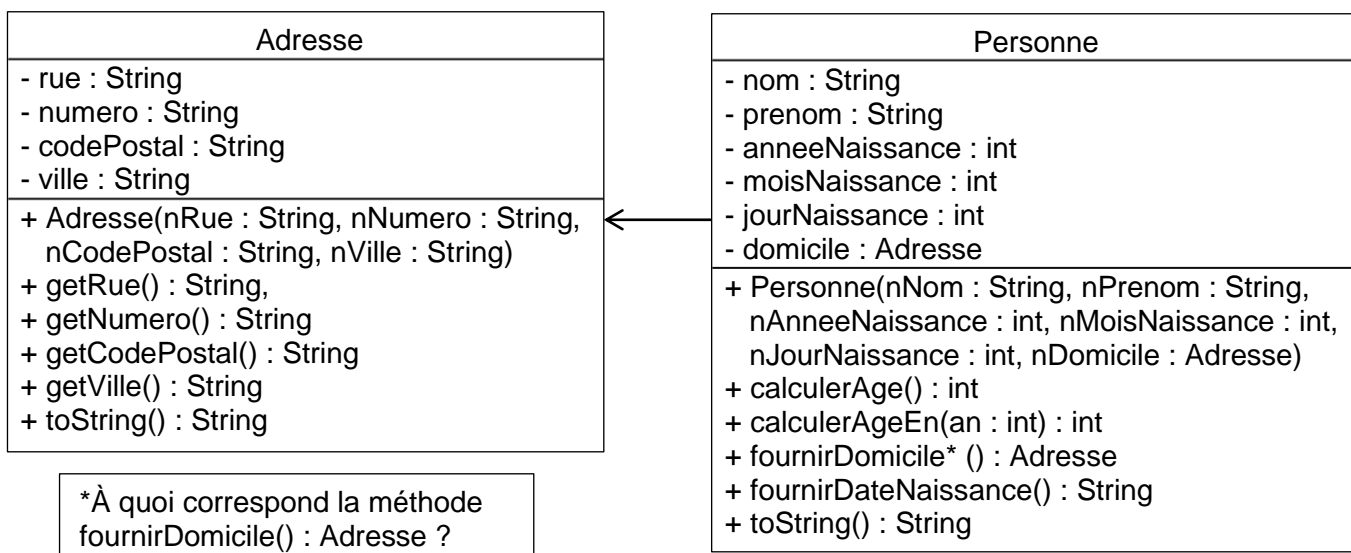 Adresse
- rue : String
- numero : String
- codePostal : String
- ville : String
+ Adresse(nRue : String, nNumero : String,
nCodePostal : String, nVille : String)
+ getRue() : String,
+ getNumero() : String
+ getCodePostal() : String
+ getVille() : String
+ toString() : String
*À quoi correspond la méthode
fournirDomicile() : Adresse ?
Personne
- nom : String
- prenom : String
- anneeNaissance : int
- moisNaissance : int
- jourNaissance : int
- domicile : Adresse
+ Personne(nNom : String, nPrenom : String,
nAnneeNaissance : int, nMoisNaissance : int,
nJourNaissance : int, nDomicile : Adresse)
+ calculerAge() : int
+ calculerAgeEn(an : int) : int
+ fournirDomicile* () : Adresse
+ fournirDateNaissance() : String
+ toString() : String